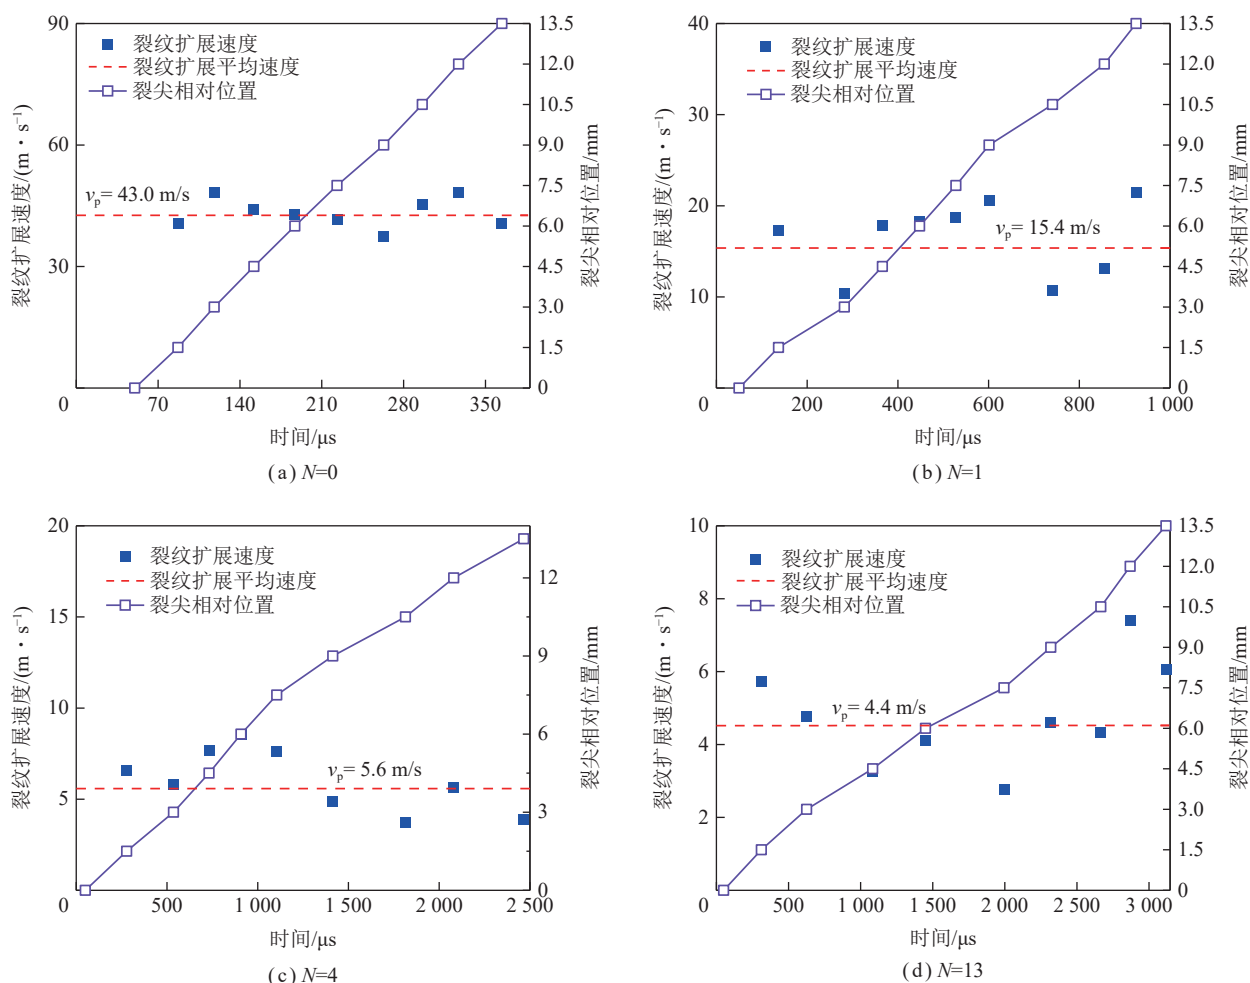 90
60
30
0
裂纹扩展速度/(m·s⁻¹)
裂纹扩展速度
裂纹扩展平均速度
裂尖相对位置
vp= 43.0 m/s
13.5
12.0
10.5
9.0
7.5
6.0
4.5
3.0
1.5
0
裂尖相对位置/mm
70 140 210 280 350
时间/μs
(a) N=0
40
30
20
10
0
裂纹扩展速度/(m·s⁻¹)
裂纹扩展速度
裂纹扩展平均速度
裂尖相对位置
vp= 15.4 m/s
13.5
12.0
10.5
9.0
7.5
6.0
4.5
3.0
1.5
0
裂尖相对位置/mm
200 400 600 800 1 000
时间/μs
(b) N=1
20
15
10
5
0
裂纹扩展速度/(m·s⁻¹)
裂纹扩展速度
裂纹扩展平均速度
裂尖相对位置
vp= 5.6 m/s
12
9
6
3
0
裂尖相对位置/mm
500 1 000 1 500 2 000 2 500
时间/μs
(c) N=4
10
8
6
4
2
0
裂纹扩展速度/(m·s⁻¹)
裂纹扩展速度
裂纹扩展平均速度
裂尖相对位置
vp= 4.4 m/s
13.5
12.0
10.5
9.0
7.5
6.0
4.5
3.0
1.5
0
裂尖相对位置/mm
500 1 000 1 500 2 000 2 500 3 000
时间/μs
(d) N=13